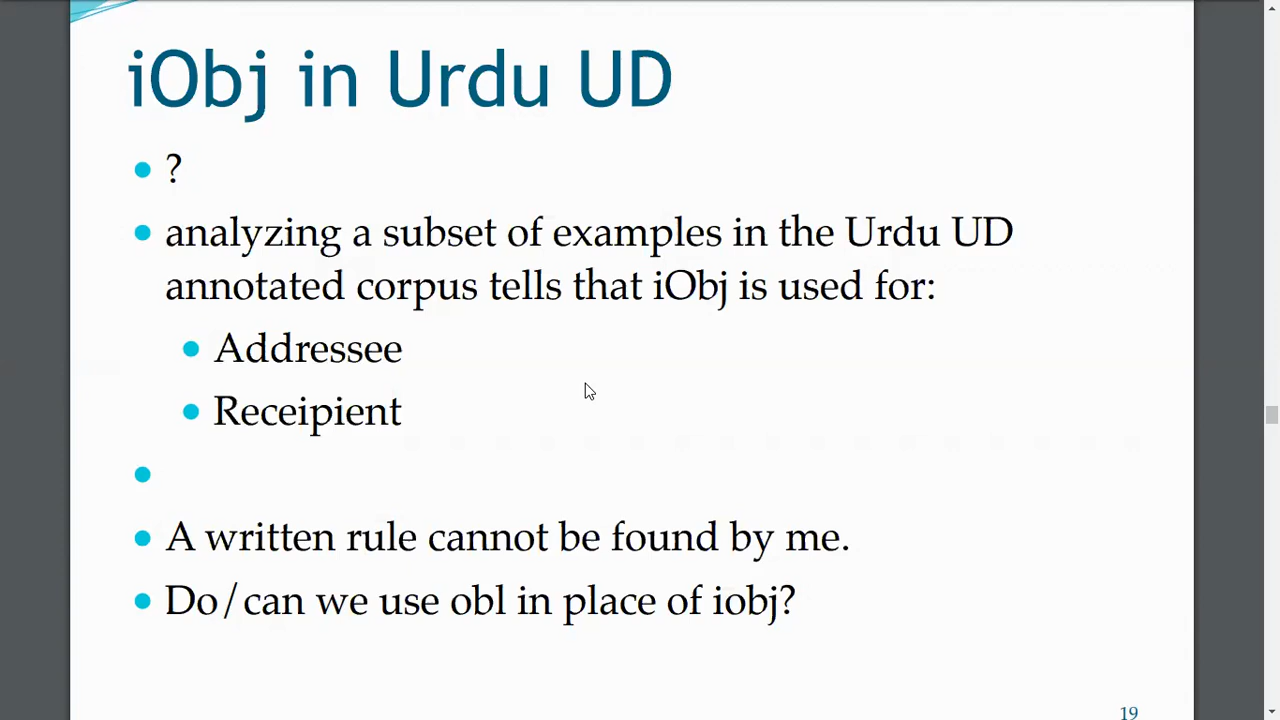 iObj in Urdu UD
?
analyzing a subset of examples in the Urdu UD
annotated corpus tells that iObj is used for:
Addressee
Receipient
A written rule cannot be found by me.
Do/can we use obl in place of iobj?
19